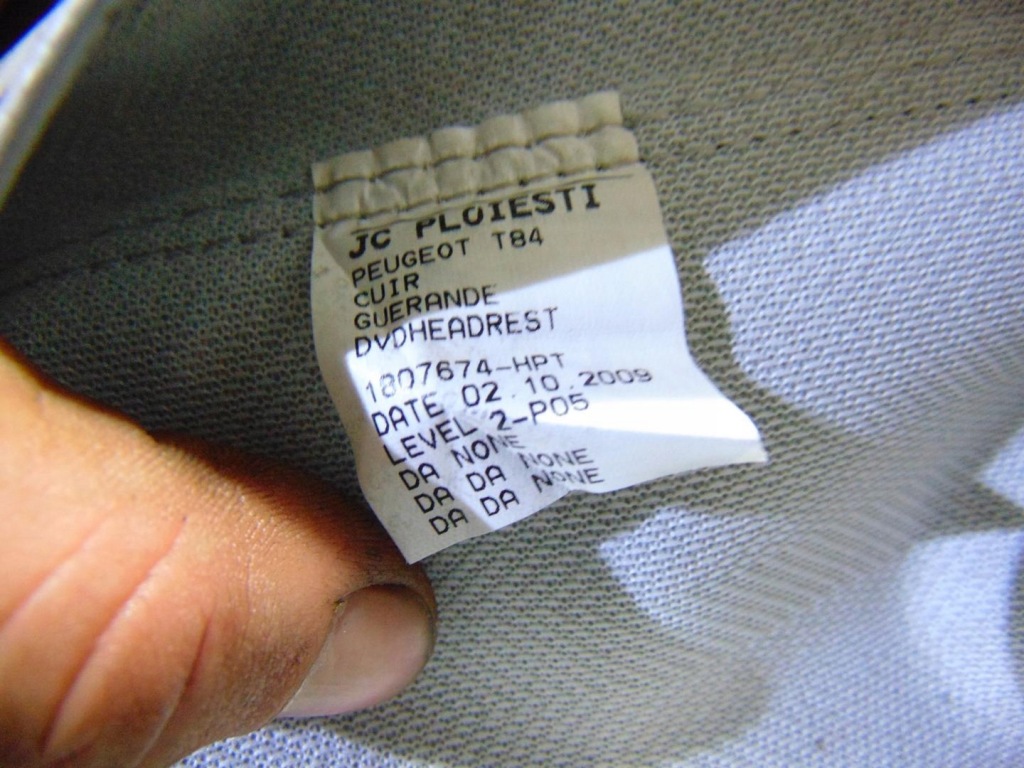 JC PLOIESTI
PEUGEOT T84
CUIR
GUERANDE
DVDHEADREST
1807674-HPT
DATE 02.10.2009
LEVEL 2-P05
DA NONE
DA DA NONE
DA DA NONE